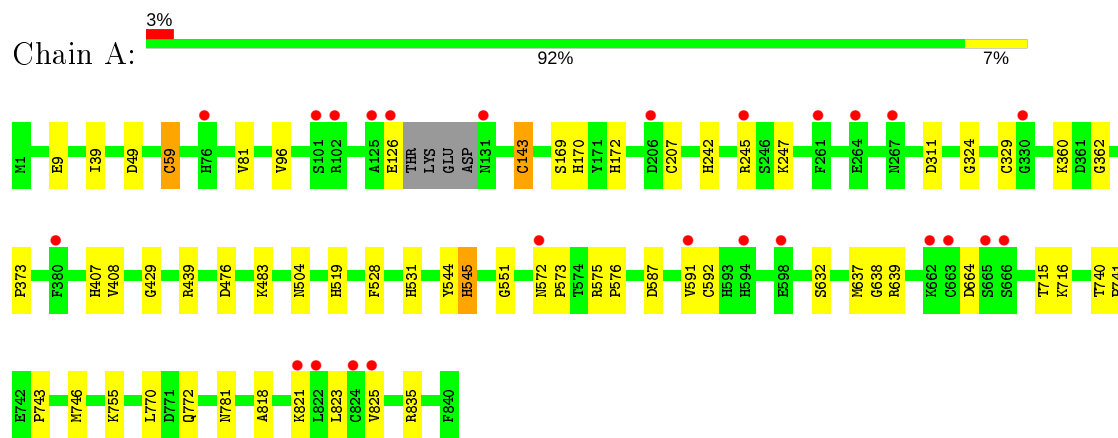 3%
Chain A:
92%
7%
M1 E9 I39 D49 C59 H76 V81 V96 S101 R102 A125 E126 THR LYS GLU ASP N131 C143 S169 H170 Y171 H172 D206 C207 H242 R245 S246 K247 F261 E264 N267 D311 G324 C329 G330 K360 D361 G362
P373 F380 H407 V408 G429 R439 D476 K483 N504 H519 F528 H531 Y544 H545 G551 N572 P573 T574 R575 P576 D587 V591 C592 H593 H594 E598 S632 M637 G638 R639 K662 C663 D664 S665 S666 T715 K716 T740 P741
E742 P743 M746 K755 L770 D771 Q772 N781 A818 K821 L822 L823 C824 V825 R835 F840